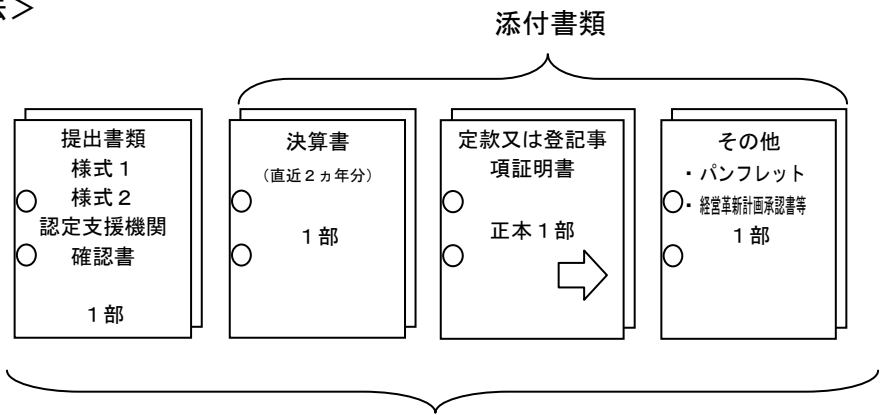 ＞
添付書類
提出書類
様式１
様式２
認定支援機関
確認書
１部
決算書
（直近２ヵ年分）
１部
定款又は登記事
項証明書
正本１部
その他
・パンフレット
・経営革新計画承認書等
１部